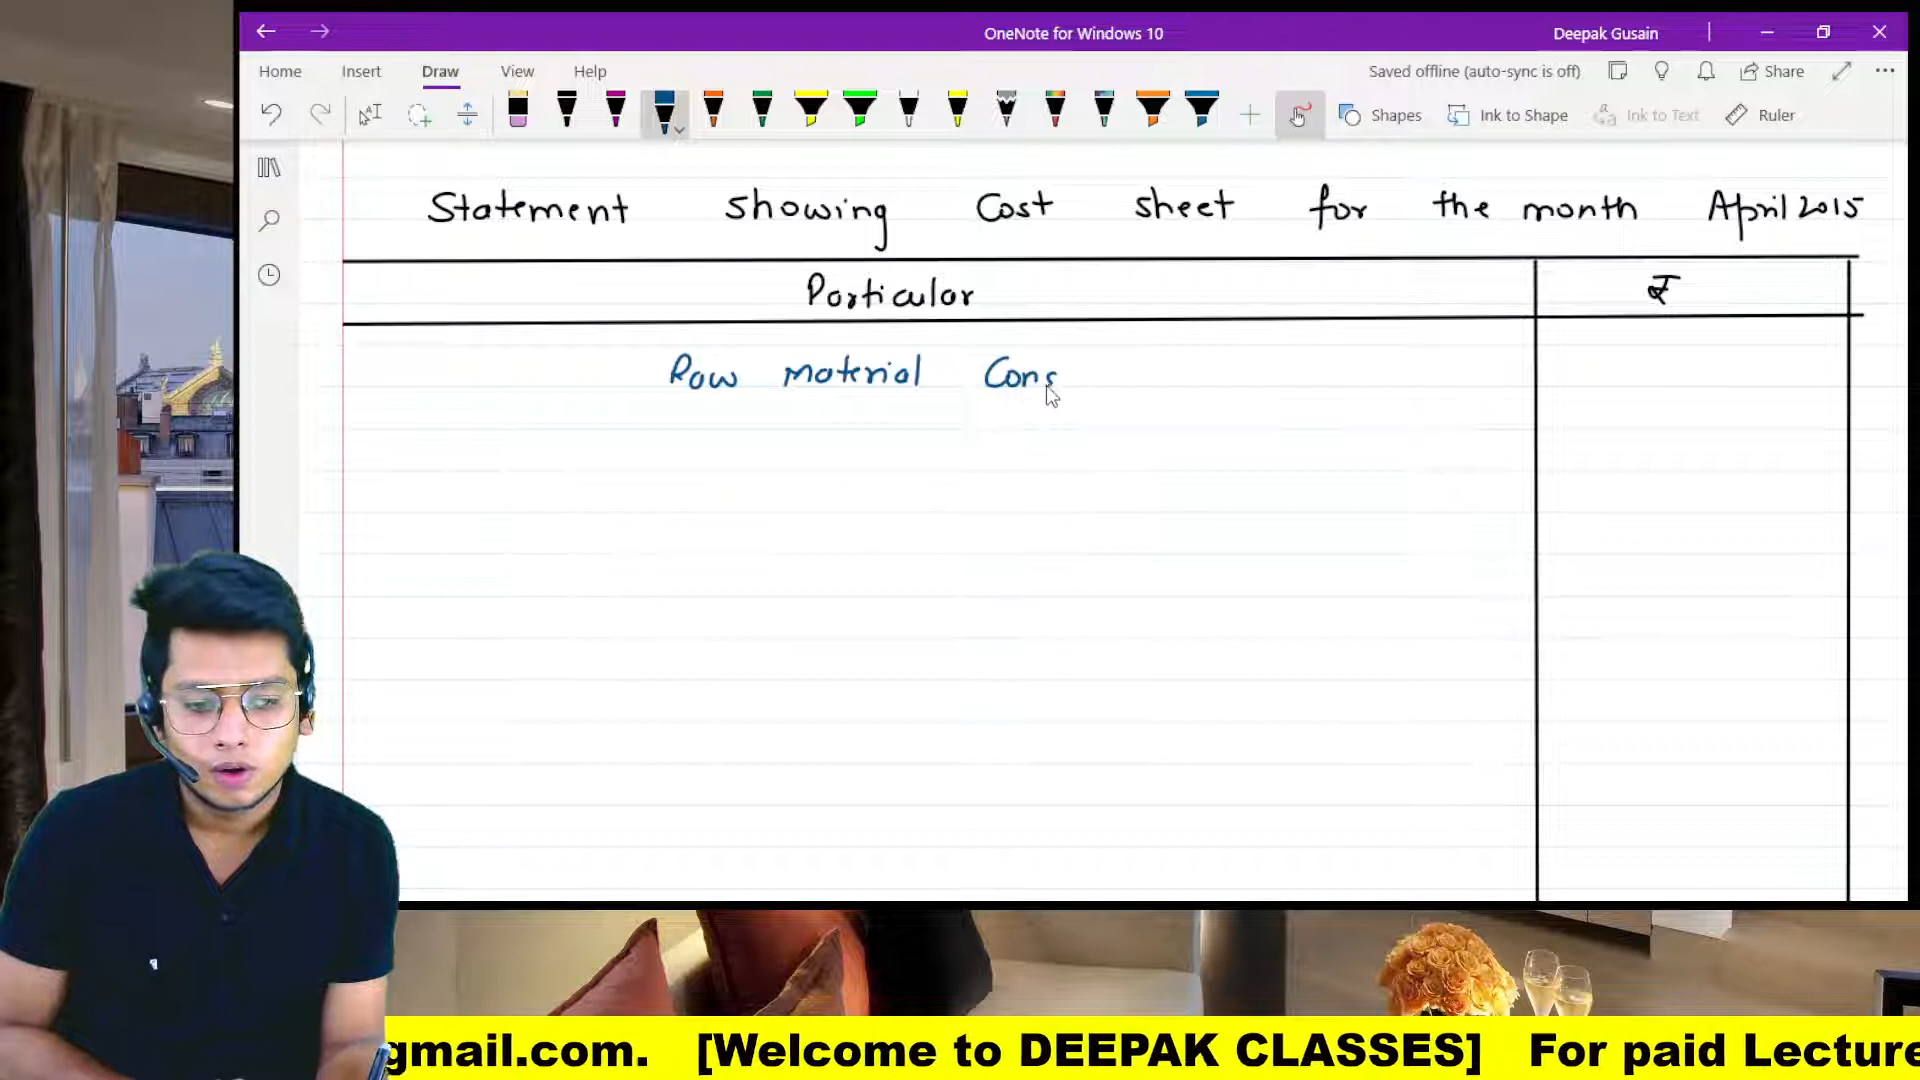 OneNote for Windows 10
Deepak Gusain
Home Insert Draw View Help
Saved offline (auto-sync is off)
Share
Shapes
Ink to Shape
Ink to Text
Ruler
Statement showing Cost sheet for the month April 2015
Particular ₹
Raw material Cons
gmail.com. [Welcome to DEEPAK CLASSES] For paid Lecture